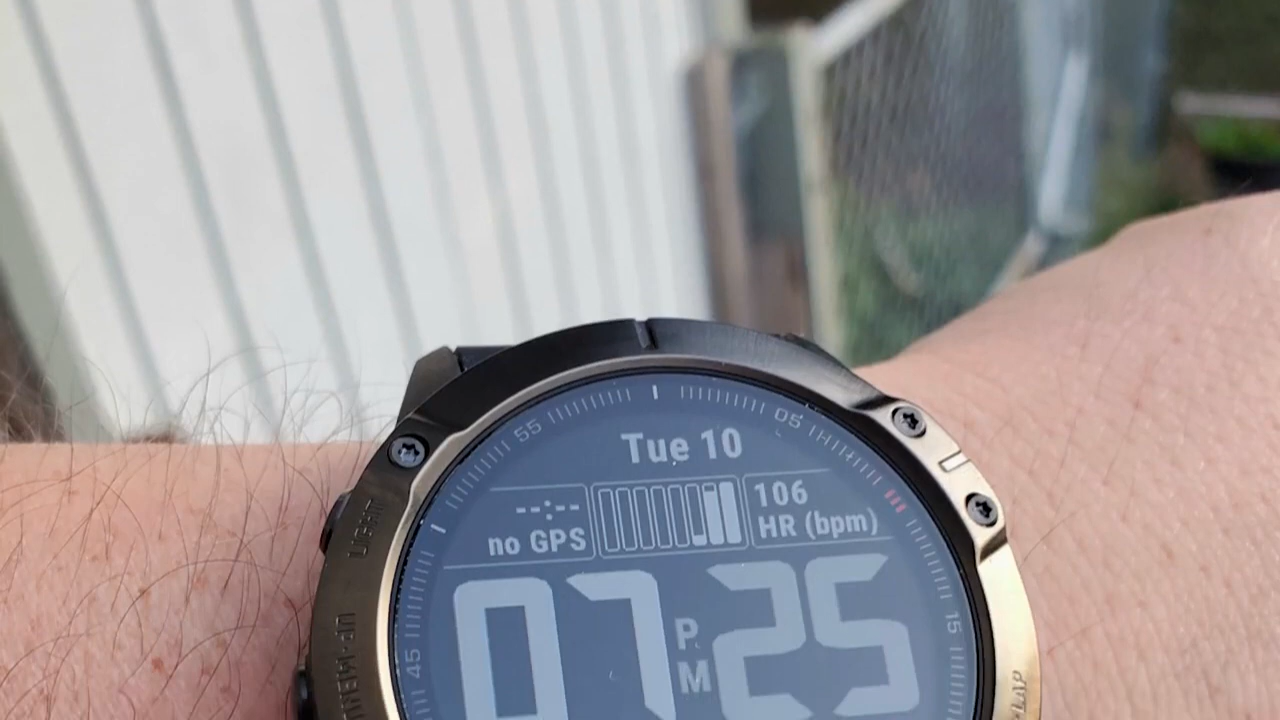 55
05
Tue 10
--:--
no GPS
106
HR (bpm)
07 PM 25
45
15
LIGHT
UP·MENU
LAP